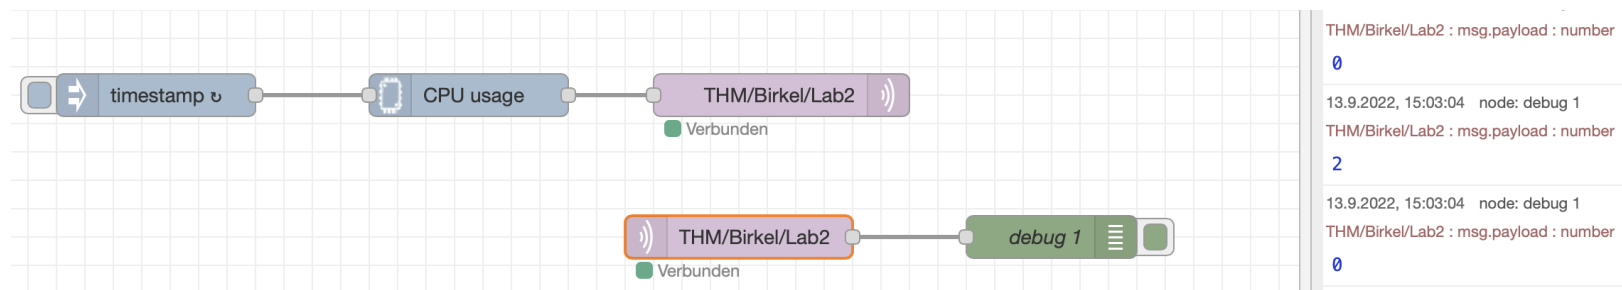 timestamp ↻
CPU usage
THM/Birkel/Lab2
Verbunden
THM/Birkel/Lab2
debug 1
Verbunden
THM/Birkel/Lab2 : msg.payload : number
0
13.9.2022, 15:03:04 node: debug 1
THM/Birkel/Lab2 : msg.payload : number
2
13.9.2022, 15:03:04 node: debug 1
THM/Birkel/Lab2 : msg.payload : number
0